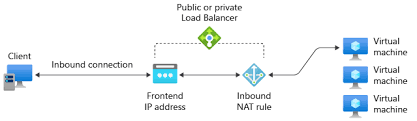 Public or private
Load Balancer
Client
Inbound connection
Frontend
IP address
Inbound
NAT rule
Virtual
machine
Virtual
machine
Virtual
machine